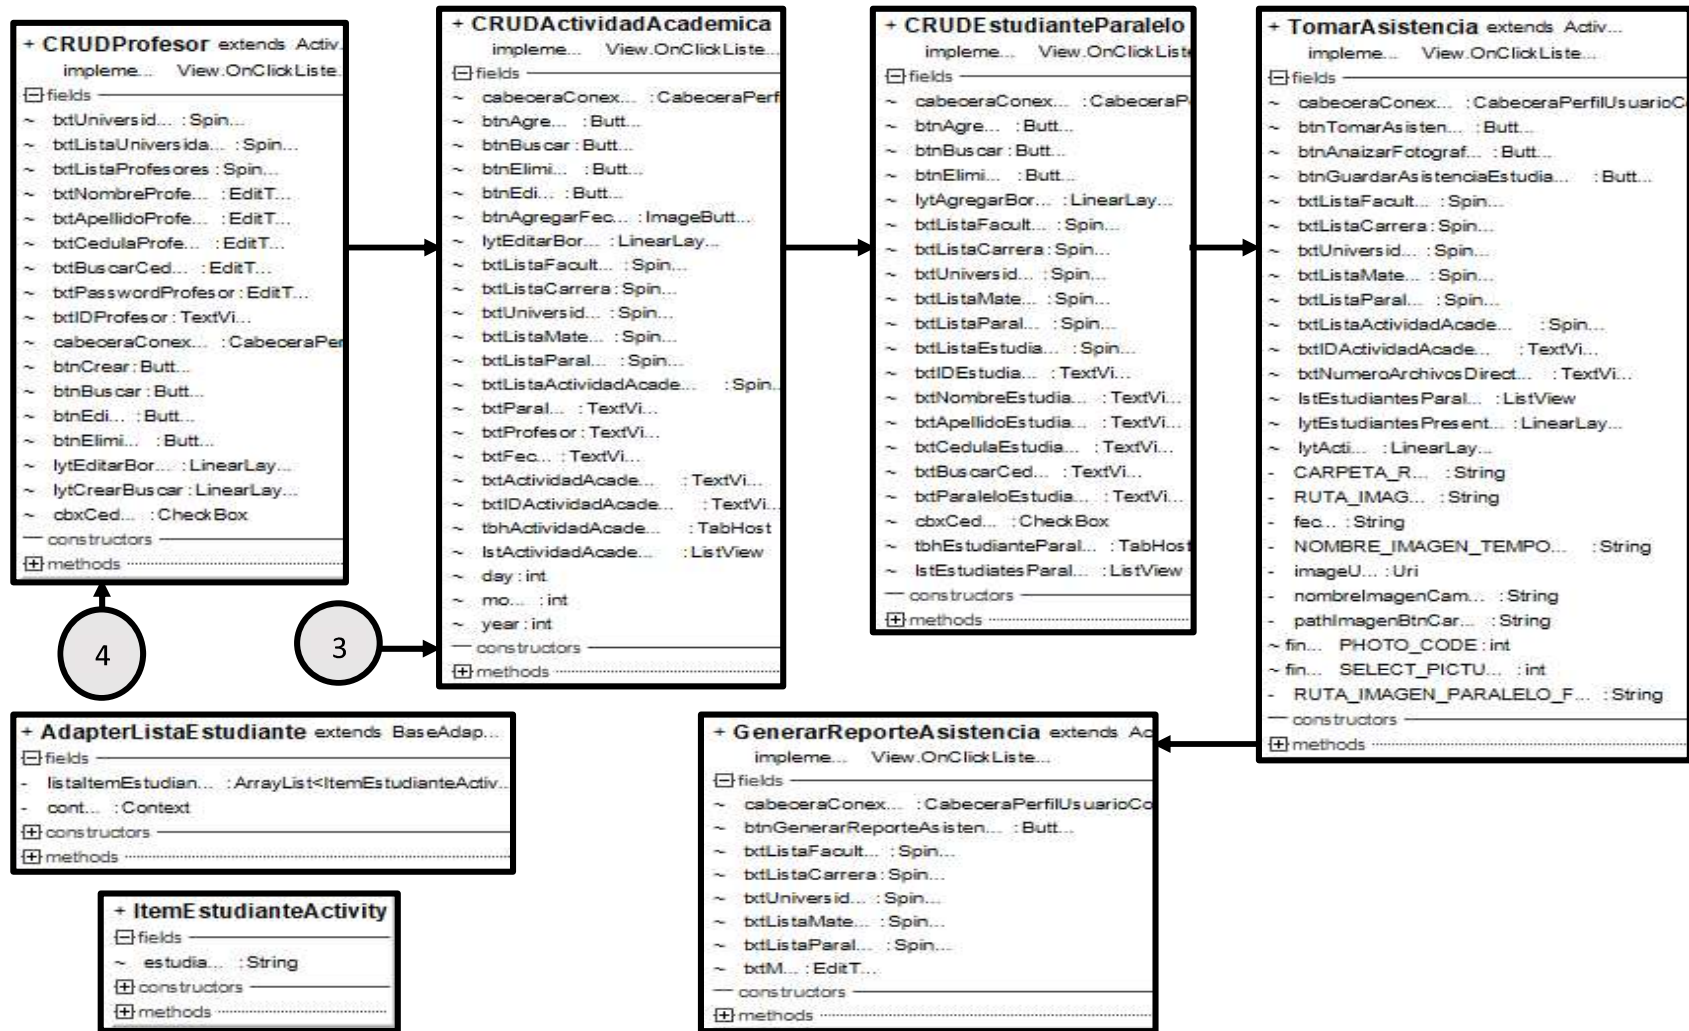 + CRUDProfesor extends Activ.
impleme... View.OnClickListe.
fields
~ txtUniversid... : Spin...
~ txtListaUniversida... : Spin...
~ txtListaProfesores : Spin...
~ txtNombreProfe... : EditT...
~ txtApellidoProfe... : EditT...
~ txtCedulaProfe... : EditT...
~ txtBuscarCed... : EditT...
~ txtPasswordProfesor : EditT...
~ txtIDProfesor : TextVi...
~ cabeceraConex... : CabeceraPer
~ btnCrear : Butt...
~ btnBuscar : Butt...
~ btnEdi... : Butt...
~ btnElimi... : Butt...
~ lytEditarBor... : LinearLay...
~ lytCrearBuscar : LinearLay...
~ cbxCed... : CheckBox
constructors
methods
4
+ CRUDActividadAcademica
impleme... View.OnClickListe...
fields
~ cabeceraConex... : CabeceraPerf
~ btnAgre... : Butt...
~ btnBuscar : Butt...
~ btnElimi... : Butt...
~ btnEdi... : Butt...
~ btnAgregarFec... : ImageButt...
~ lytEditarBor... : LinearLay...
~ txtListaFacult... : Spin...
~ txtListaCarrera : Spin...
~ txtUniversid... : Spin...
~ txtListaMate... : Spin...
~ txtListaParal... : Spin...
~ txtListaActividadAcade... : Spin..
~ txtParal... : TextVi...
~ txtProfesor : TextVi...
~ txtFec... : TextVi...
~ txtActividadAcade... : TextVi...
~ txtIDActividadAcade... : TextVi...
~ tbhActividadAcade... : TabHost
~ lstActividadAcade... : ListView
~ day : int
~ mo... : int
~ year : int
constructors
methods
3
+ CRUDEstudianteParalelo
impleme... View.OnClickListe
fields
~ cabeceraConex... : CabeceraP
~ btnAgre... : Butt...
~ btnBuscar : Butt...
~ btnElimi... : Butt...
~ lytAgregarBor... : LinearLay...
~ txtListaFacult... : Spin...
~ txtListaCarrera : Spin...
~ txtUniversid... : Spin...
~ txtListaMate... : Spin...
~ txtListaParal... : Spin...
~ txtListaEstudia... : Spin...
~ txtIDEstudia... : TextVi...
~ txtNombreEstudia... : TextVi...
~ txtApellidoEstudia... : TextVi...
~ txtCedulaEstudia... : TextVi...
~ txtBuscarCed... : TextVi...
~ txtParaleloEstudia... : TextVi...
~ cbxCed... : CheckBox
~ tbhEstudianteParal... : TabHost
~ lstEstudiatesParal... : ListView
constructors
methods
+ TomarAsistencia extends Activ...
impleme... View.OnClickListe...
fields
~ cabeceraConex... : CabeceraPerfilUsuarioCo
~ btnTomarAsisten... : Butt...
~ btnAnaizarFotograf... : Butt...
~ btnGuardarAsistenciaEstudia... : Butt...
~ txtListaFacult... : Spin...
~ txtListaCarrera : Spin...
~ txtUniversid... : Spin...
~ txtListaMate... : Spin...
~ txtListaParal... : Spin...
~ txtListaActividadAcade... : Spin...
~ txtIDActividadAcade... : TextVi...
~ txtNumeroArchivosDirect... : TextVi...
~ lstEstudiantesParal... : ListView
~ lytEstudiantesPresent... : LinearLay...
~ lytActi... : LinearLay...
- CARPETA_R... : String
- RUTA_IMAG... : String
- fec... : String
- NOMBRE_IMAGEN_TEMPO... : String
- imageU... : Uri
- nombreImagenCam... : String
- pathImagenBtnCar... : String
~ fin... PHOTO_CODE : int
~ fin... SELECT_PICTU... : int
- RUTA_IMAGEN_PARALELO_F... : String
constructors
methods
+ AdapterListaEstudiante extends BaseAdap...
fields
- listaItemEstudian... : ArrayList<ItemEstudianteActiv..
- cont... : Context
constructors
methods
+ ItemEstudianteActivity
fields
~ estudia... : String
constructors
methods
+ GenerarReporteAsistencia extends Ac
impleme... View.OnClickListe...
fields
~ cabeceraConex... : CabeceraPerfilUsuarioCo
~ btnGenerarReporteAsisten... : Butt...
~ txtListaFacult... : Spin...
~ txtListaCarrera : Spin...
~ txtUniversid... : Spin...
~ txtListaMate... : Spin...
~ txtListaParal... : Spin...
~ txtM... : EditT...
constructors
methods